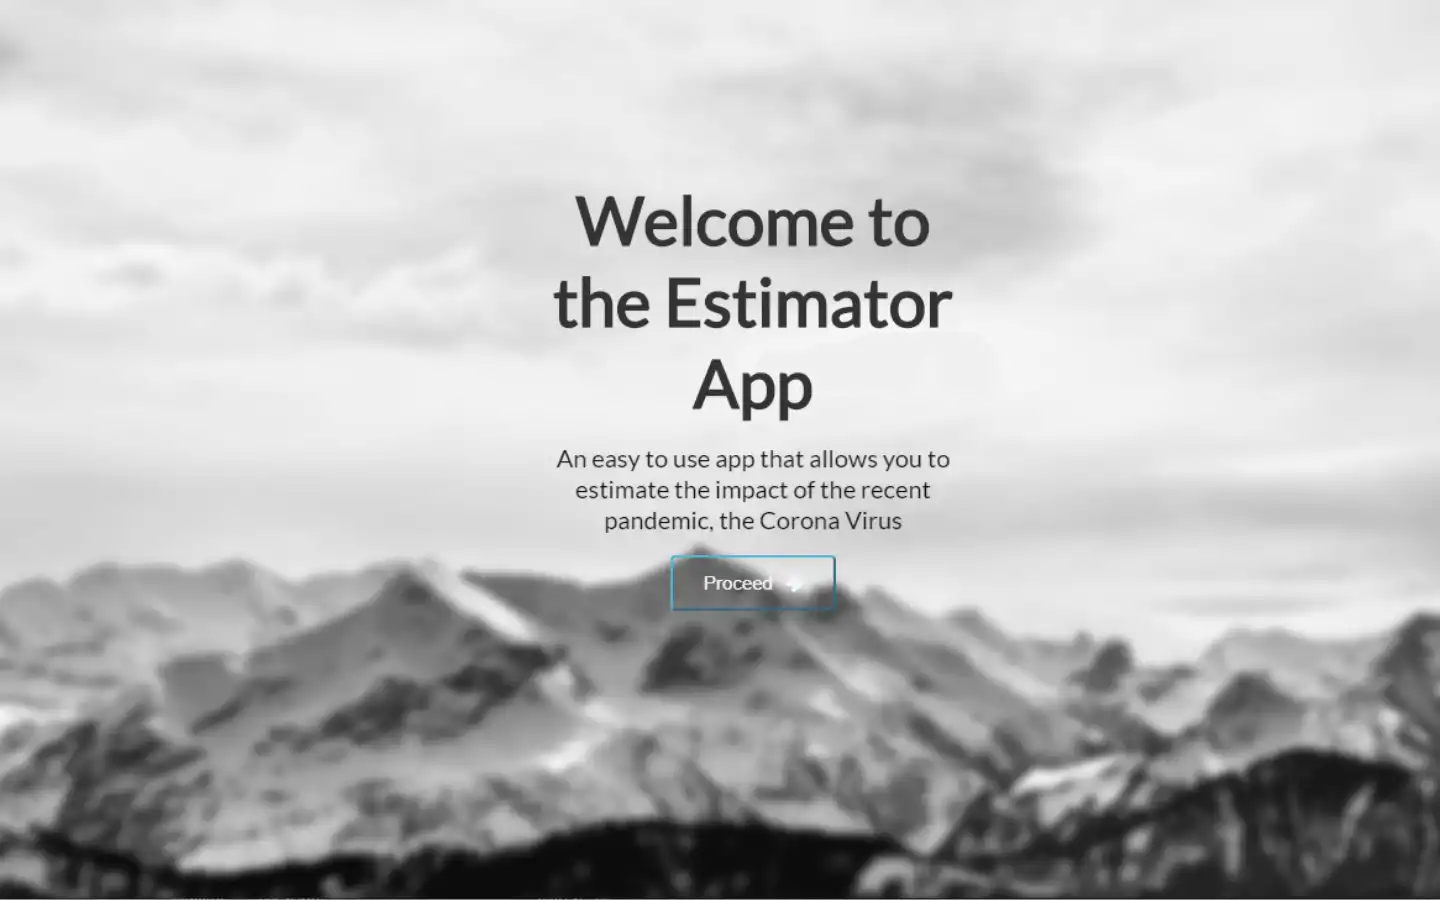 Welcome to
the Estimator
App
An easy to use app that allows you to
estimate the impact of the recent
pandemic, the Corona Virus
Proceed